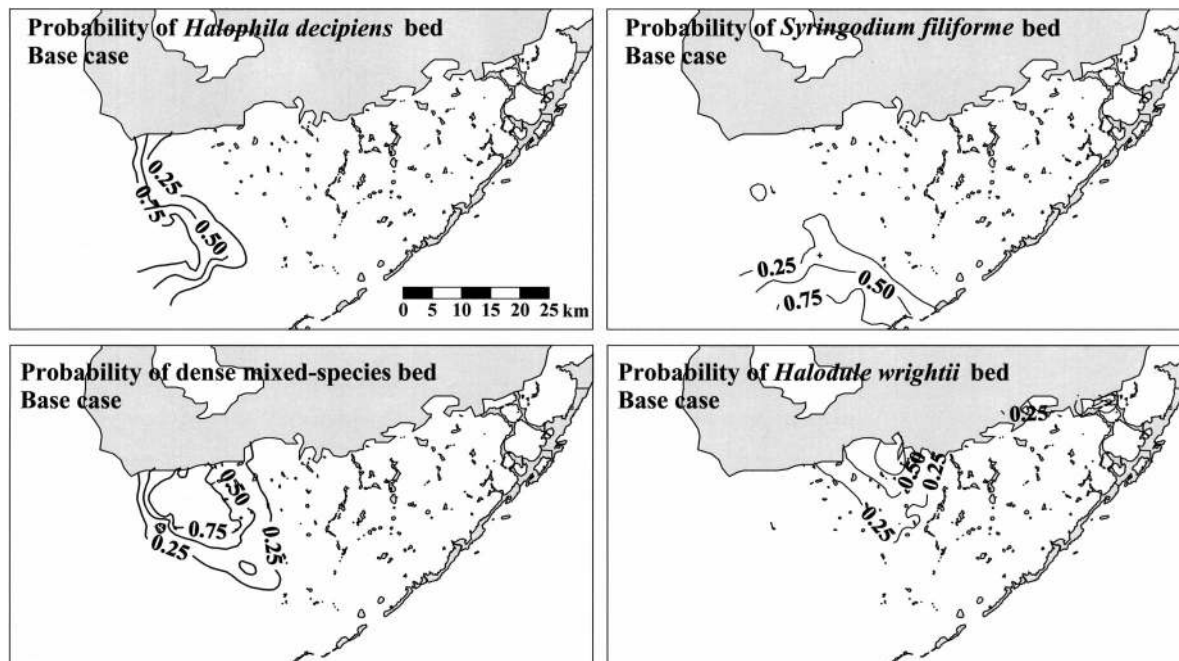 Probability of Halophila decipiens bed
Base case
0.25
0.75
0.50
0 5 10 15 20 25 km
Probability of Syringodium filiforme bed
Base case
0.25
0.50
0.75
Probability of dense mixed-species bed
Base case
0.50
0.75
0.25
0.25
Probability of Halodule wrightii bed
Base case
0.25
0.50
0.25
0.25